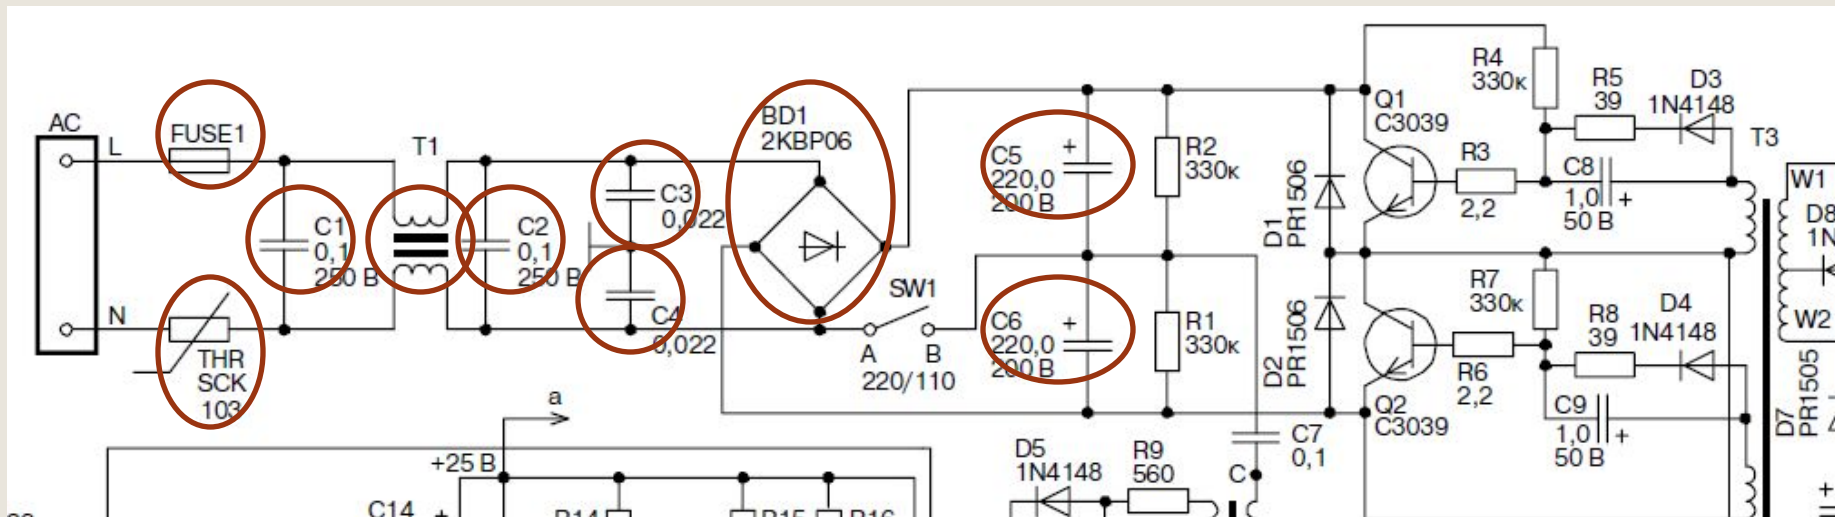 AC
L
FUSE1
T1
C1
0,1
250 В
C2
0,1
250 В
C3
0,022
C4
0,022
N
THR
SCK
103
BD1
2KBP06
SW1
A
B
220/110
C5
+
220,0
200 В
C6
+
220,0
200 В
R2
330к
R1
330к
D1
PR1506
D2
PR1506
Q1
C3039
Q2
C3039
R4
330к
R5
39
D3
1N4148
R3
2,2
C8
1,0
+
50 В
T3
W1
D8
W2
R7
330к
R8
39
D4
1N4148
R6
2,2
C9
1,0
+
50 В
D7
PR1505
+
a
+25 В
C14
+
R14
R15
R16
D5
1N4148
R9
560
C
C7
0,1